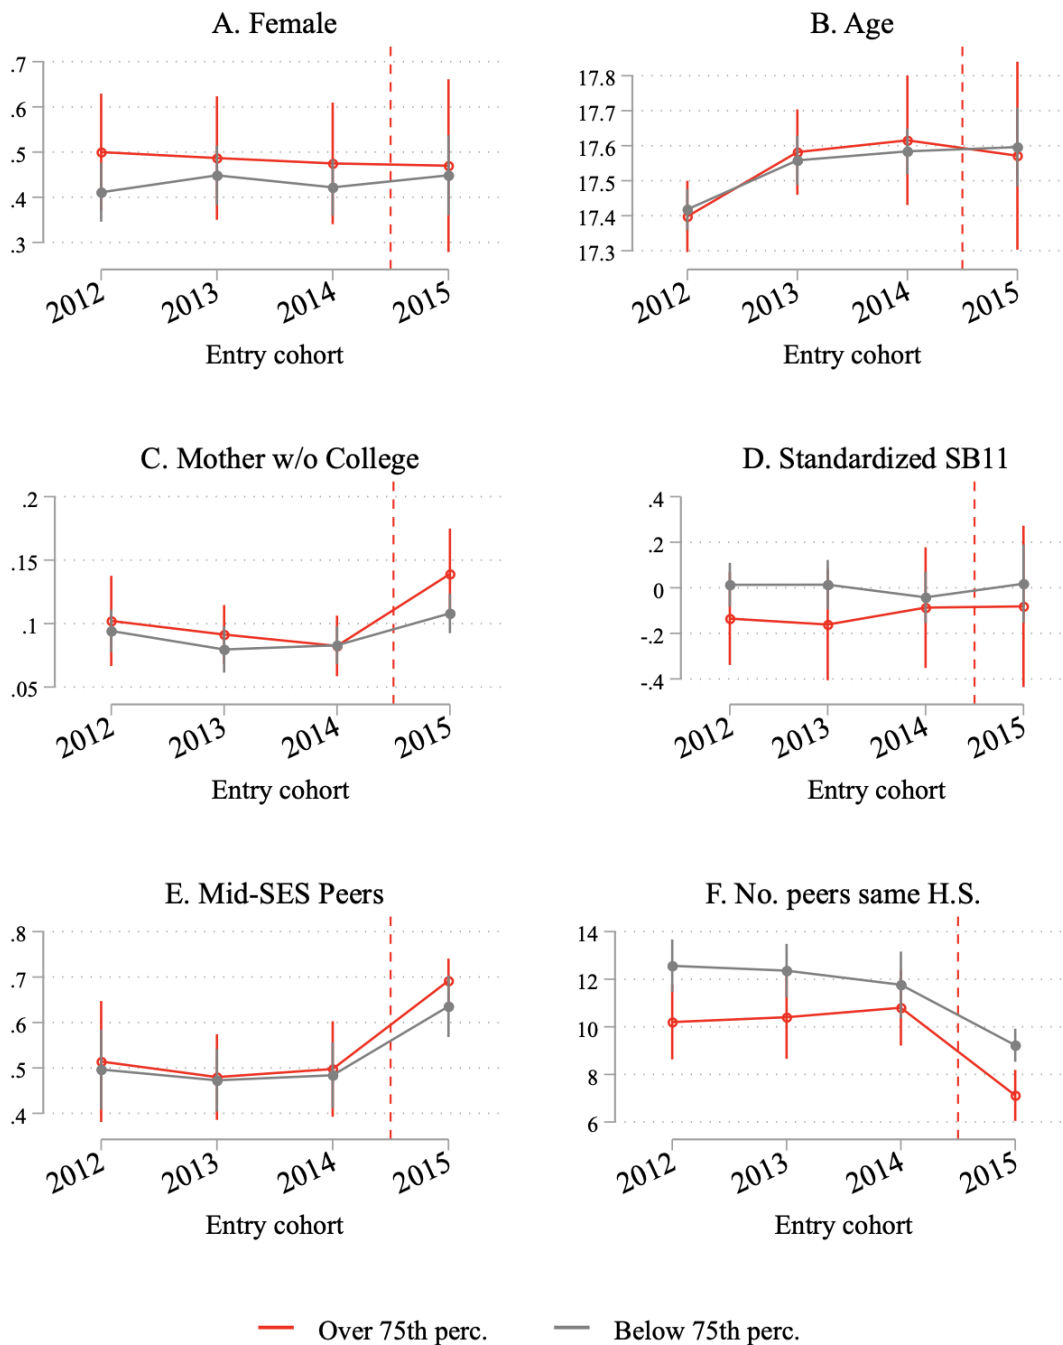 A. Female
.7
.6
.5
.4
.3
2012 2013 2014 2015
Entry cohort
B. Age
17.8
17.7
17.6
17.5
17.4
17.3
2012 2013 2014 2015
Entry cohort
C. Mother w/o College
.2
.15
.1
.05
2012 2013 2014 2015
Entry cohort
D. Standardized SB11
.4
.2
0
-.2
-.4
2012 2013 2014 2015
Entry cohort
E. Mid-SES Peers
.8
.7
.6
.5
.4
2012 2013 2014 2015
Entry cohort
F. No. peers same H.S.
14
12
10
8
6
2012 2013 2014 2015
Entry cohort
Over 75th perc. Below 75th perc.